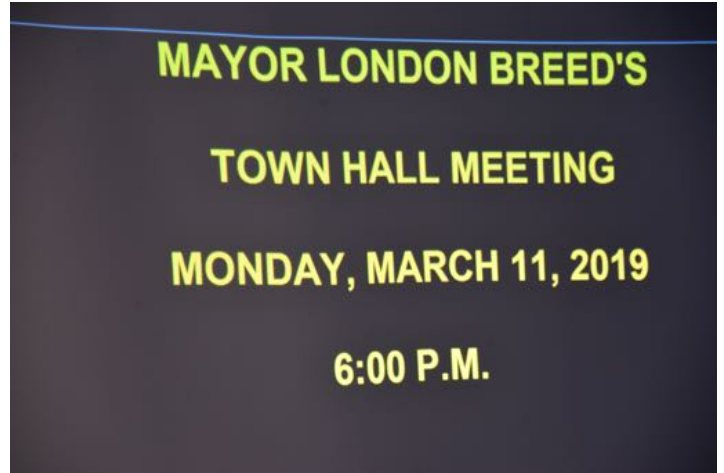 MAYOR LONDON BREED'S
TOWN HALL MEETING
MONDAY, MARCH 11, 2019
6:00 P.M.